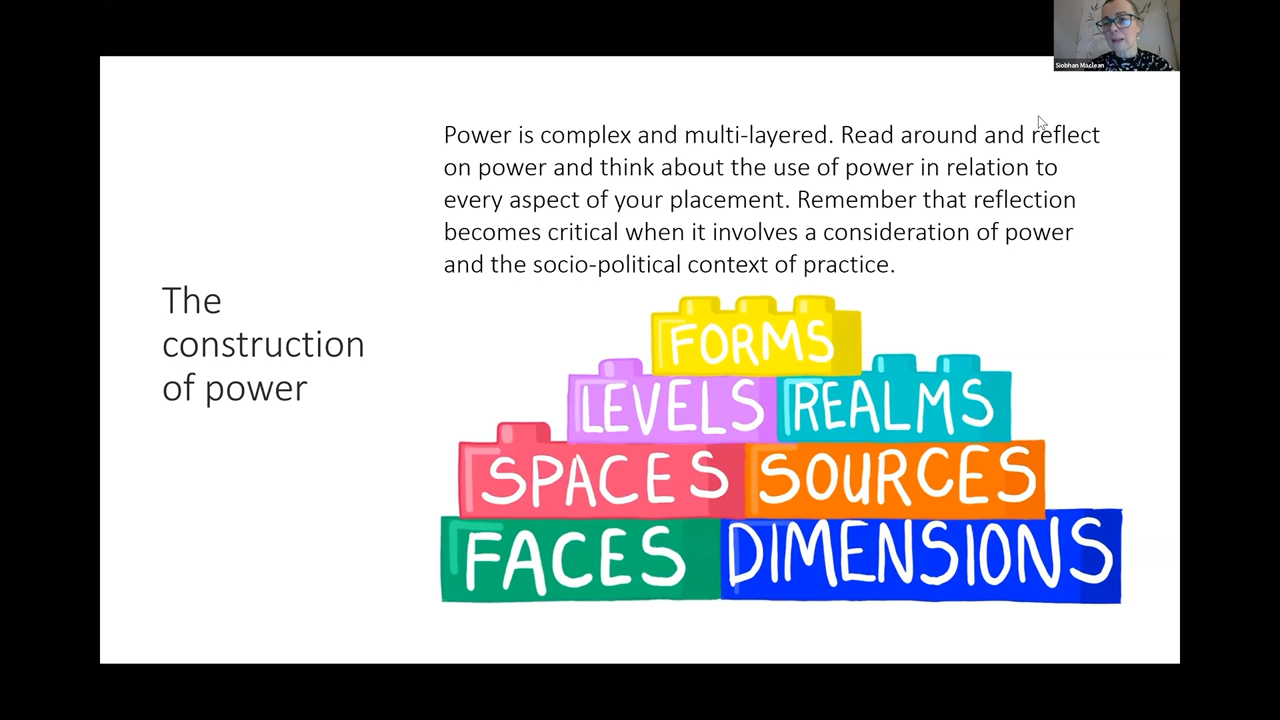 Siobhan Maclean
Power is complex and multi-layered. Read around and reflect
on power and think about the use of power in relation to
every aspect of your placement. Remember that reflection
becomes critical when it involves a consideration of power
and the socio-political context of practice.
The
construction
of power
FORMS
LEVELS REALMS
SPACES SOURCES
FACES DIMENSIONS